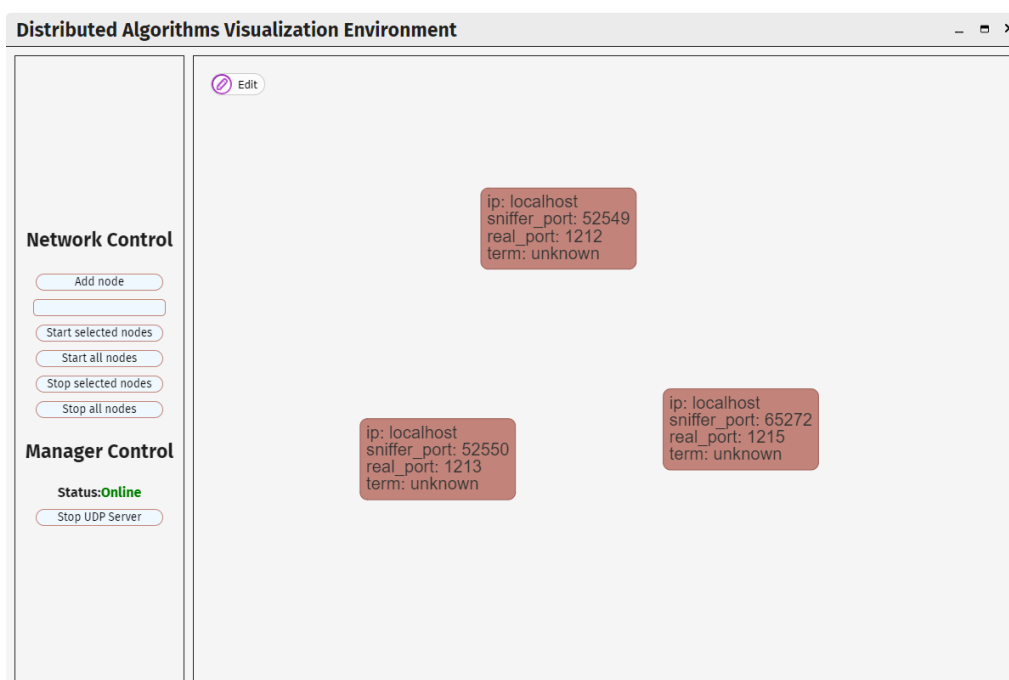 Distributed Algorithms Visualization Environment
Edit
ip: localhost
sniffer_port: 52549
real_port: 1212
term: unknown
Network Control
Add node
Start selected nodes
Start all nodes
Stop selected nodes
Stop all nodes
Manager Control
Status:Online
Stop UDP Server
ip: localhost
sniffer_port: 52550
real_port: 1213
term: unknown
ip: localhost
sniffer_port: 65272
real_port: 1215
term: unknown